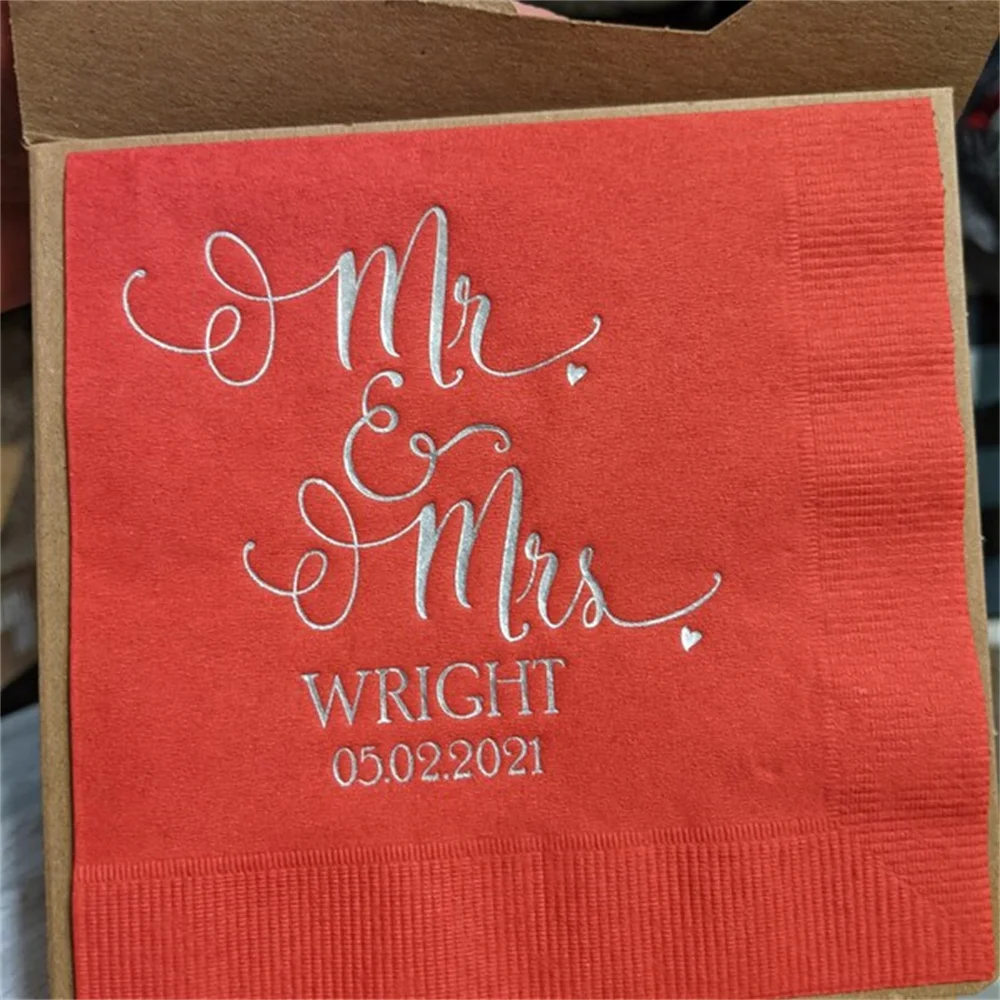 Mr.
&
Mrs.
WRIGHT
05.02.2021